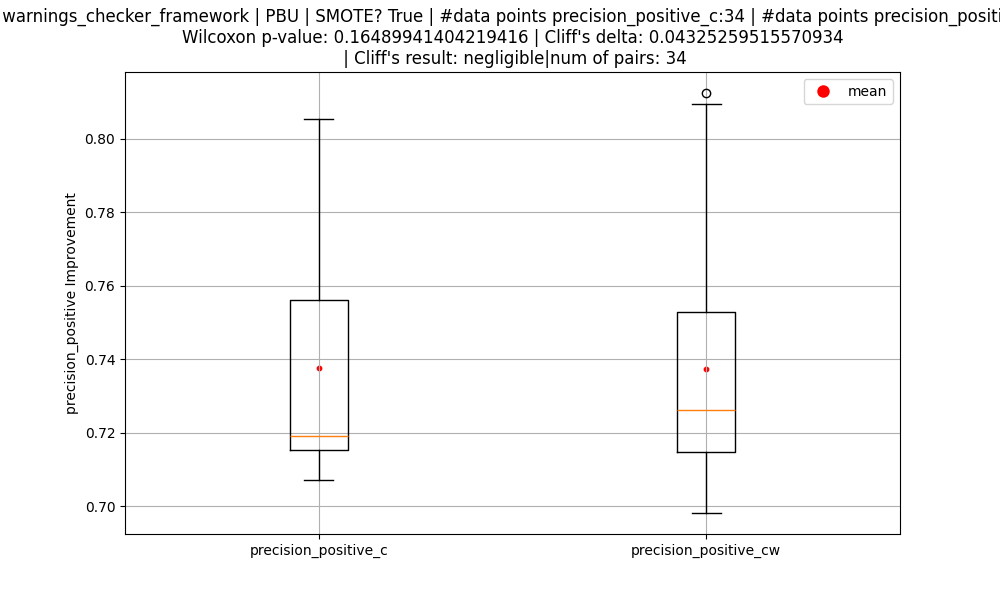 warnings_checker_framework | PBU | SMOTE? True | #data points precision_positive_c:34 | #data points
Wilcoxon p-value: 0.16489941404219416 | Cliff's delta: 0.04325259515570934
| Cliff's result: negligible|num of pairs: 34
mean
0.80
0.78
0.76
0.74
0.72
0.70
precision_positive Improvement
precision_positive_c
precision_positive_cw